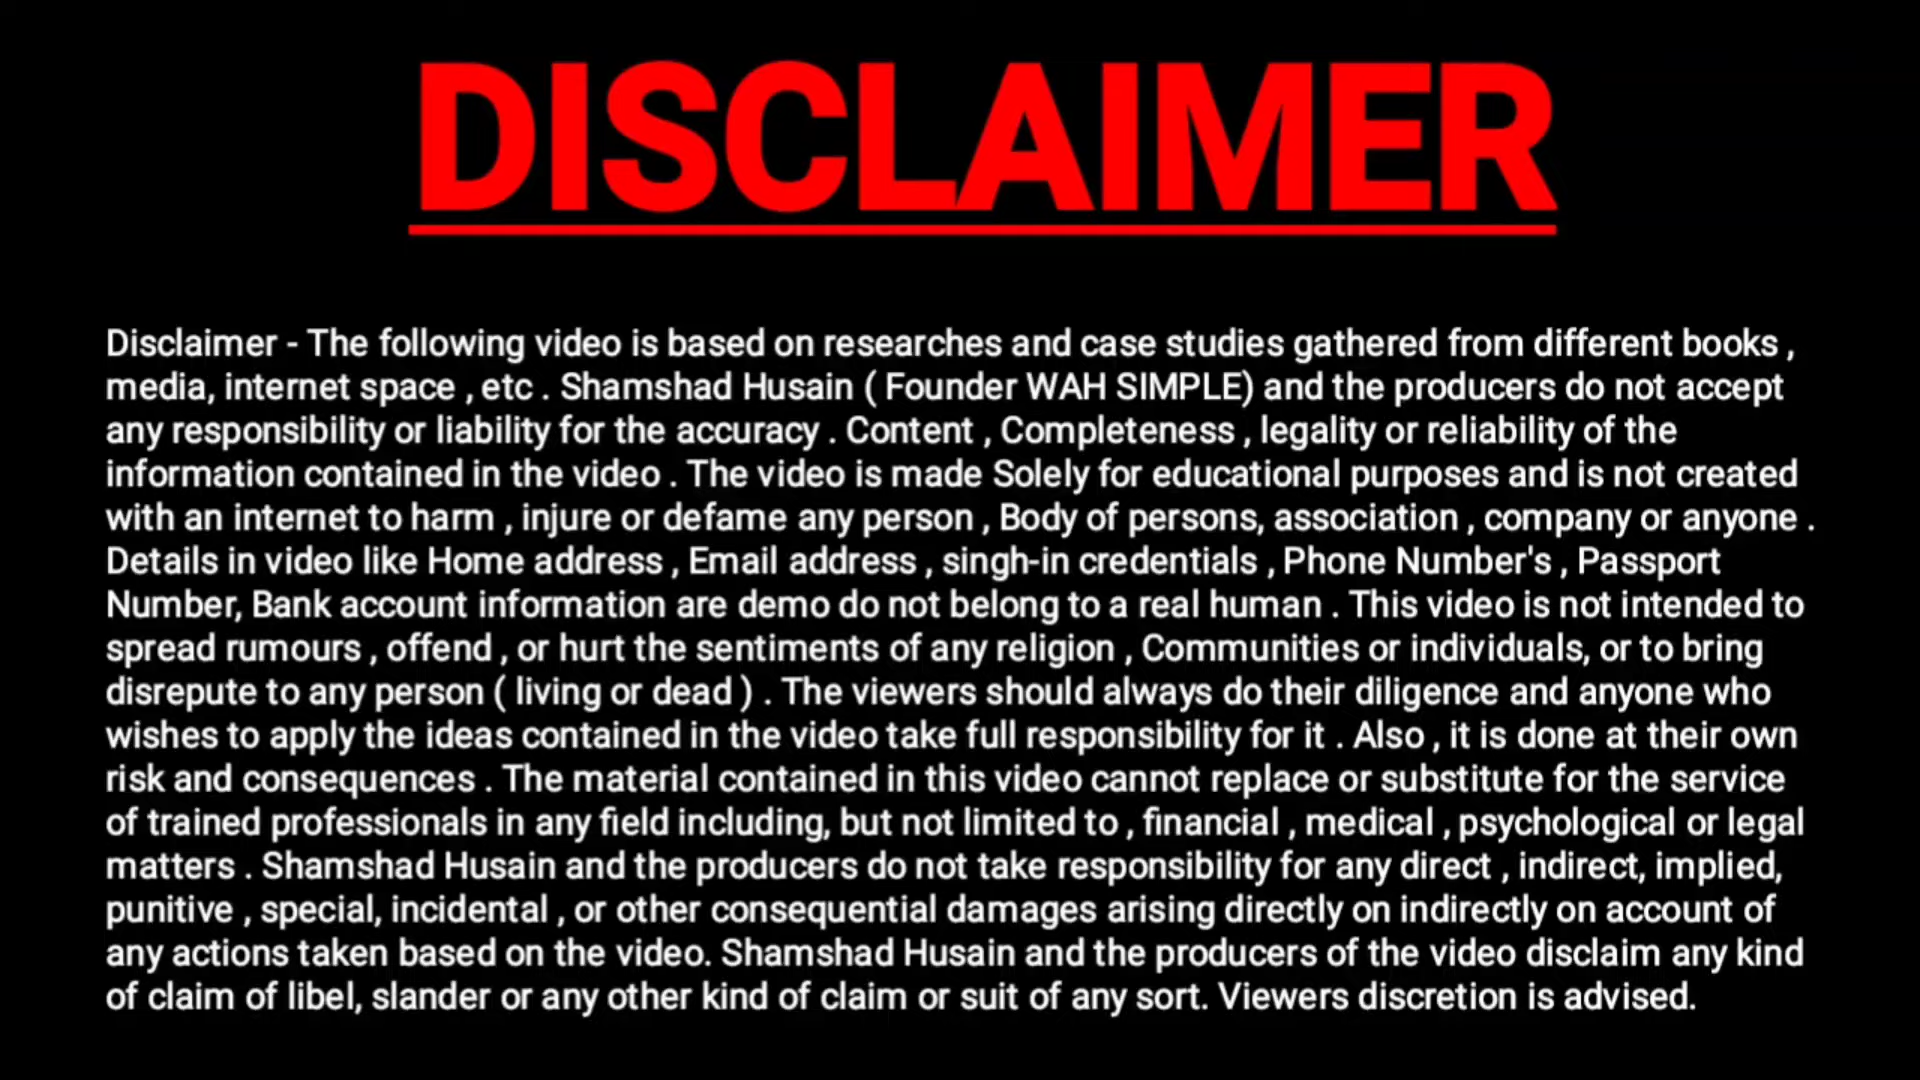 DISCLAIMER
Disclaimer - The following video is based on researches and case studies gathered from different books ,
media, internet space , etc . Shamshad Husain ( Founder WAH SIMPLE) and the producers do not accept
any responsibility or liability for the accuracy . Content , Completeness , legality or reliability of the
information contained in the video . The video is made Solely for educational purposes and is not created
with an internet to harm , injure or defame any person , Body of persons, association , company or anyone .
Details in video like Home address , Email address , singh-in credentials , Phone Number's , Passport
Number, Bank account information are demo do not belong to a real human . This video is not intended to
spread rumours , offend , or hurt the sentiments of any religion , Communities or individuals, or to bring
disrepute to any person ( living or dead ) . The viewers should always do their diligence and anyone who
wishes to apply the ideas contained in the video take full responsibility for it . Also , it is done at their own
risk and consequences . The material contained in this video cannot replace or substitute for the service
of trained professionals in any field including, but not limited to , financial , medical , psychological or legal
matters . Shamshad Husain and the producers do not take responsibility for any direct , indirect, implied,
punitive , special, incidental , or other consequential damages arising directly on indirectly on account of
any actions taken based on the video. Shamshad Husain and the producers of the video disclaim any kind
of claim of libel, slander or any other kind of claim or suit of any sort. Viewers discretion is advised.